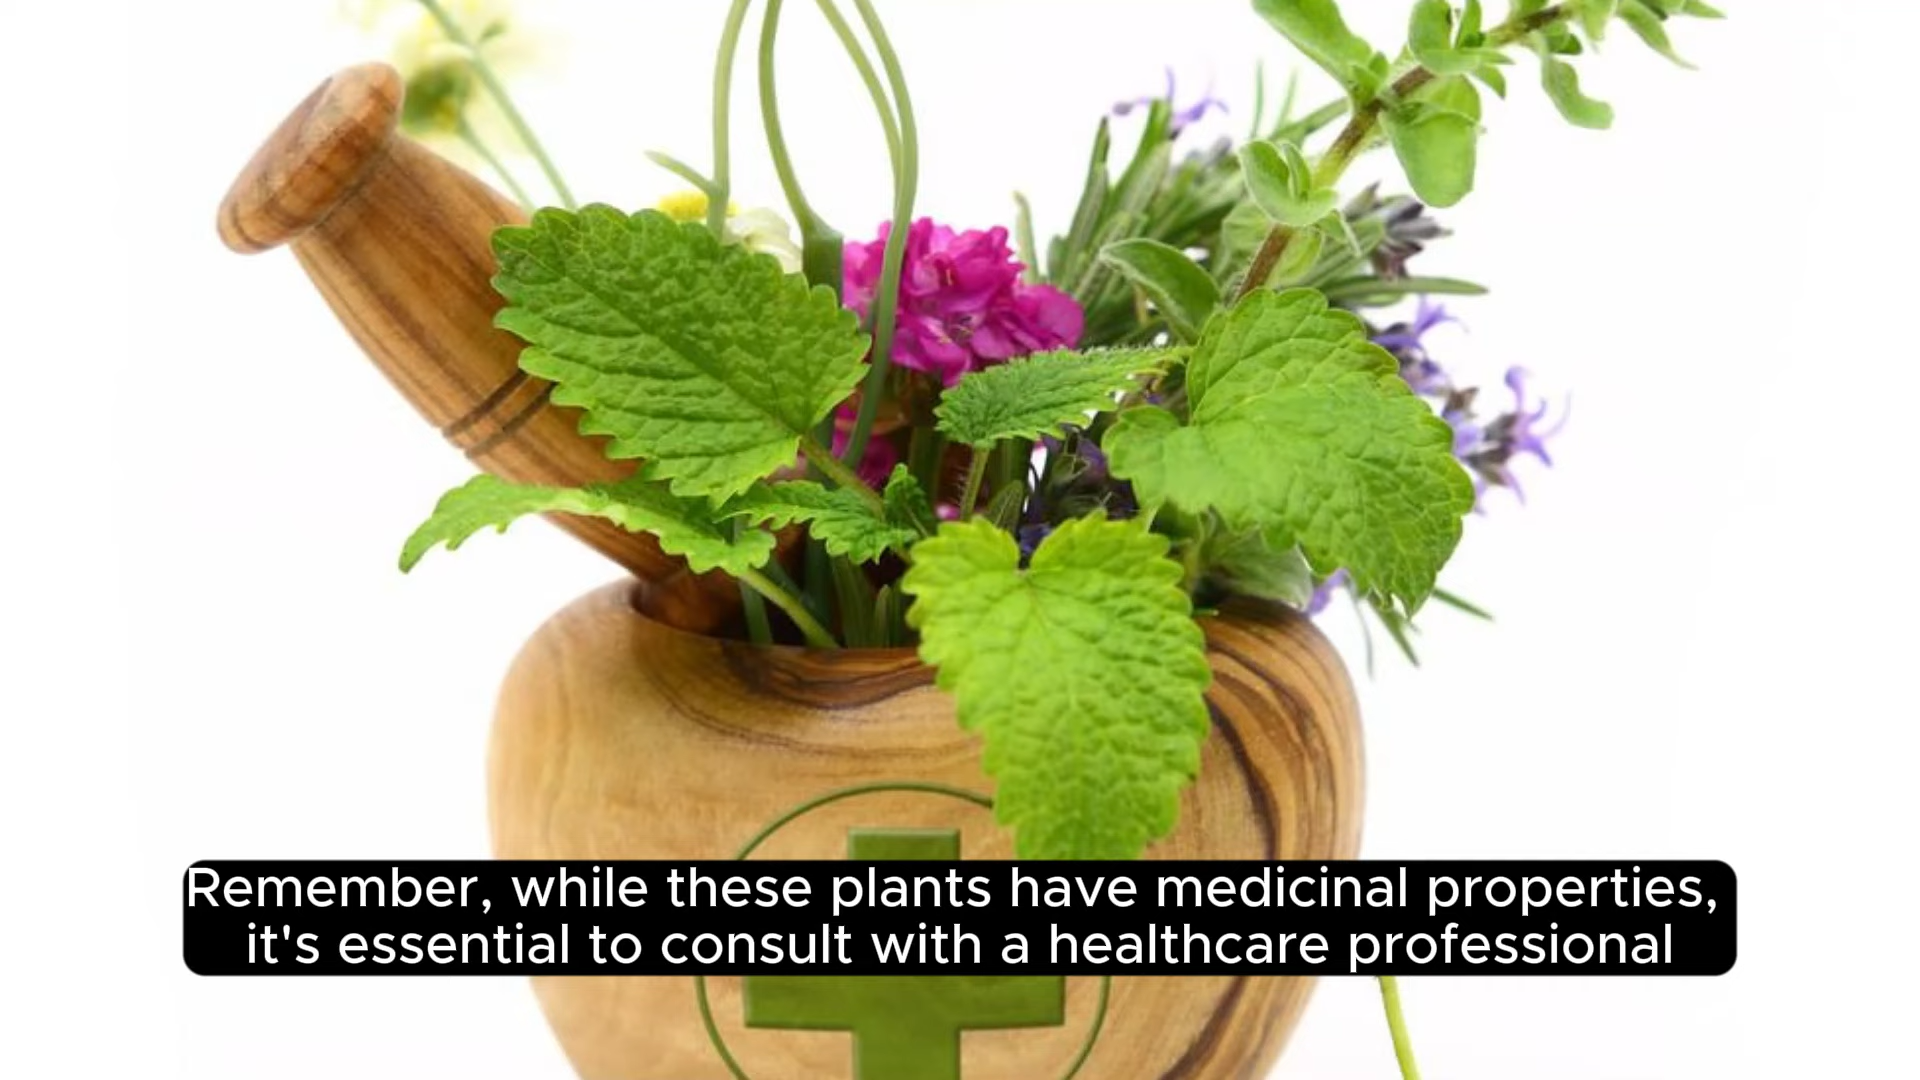 Remember, while these plants have medicinal properties,
it's essential to consult with a healthcare professional